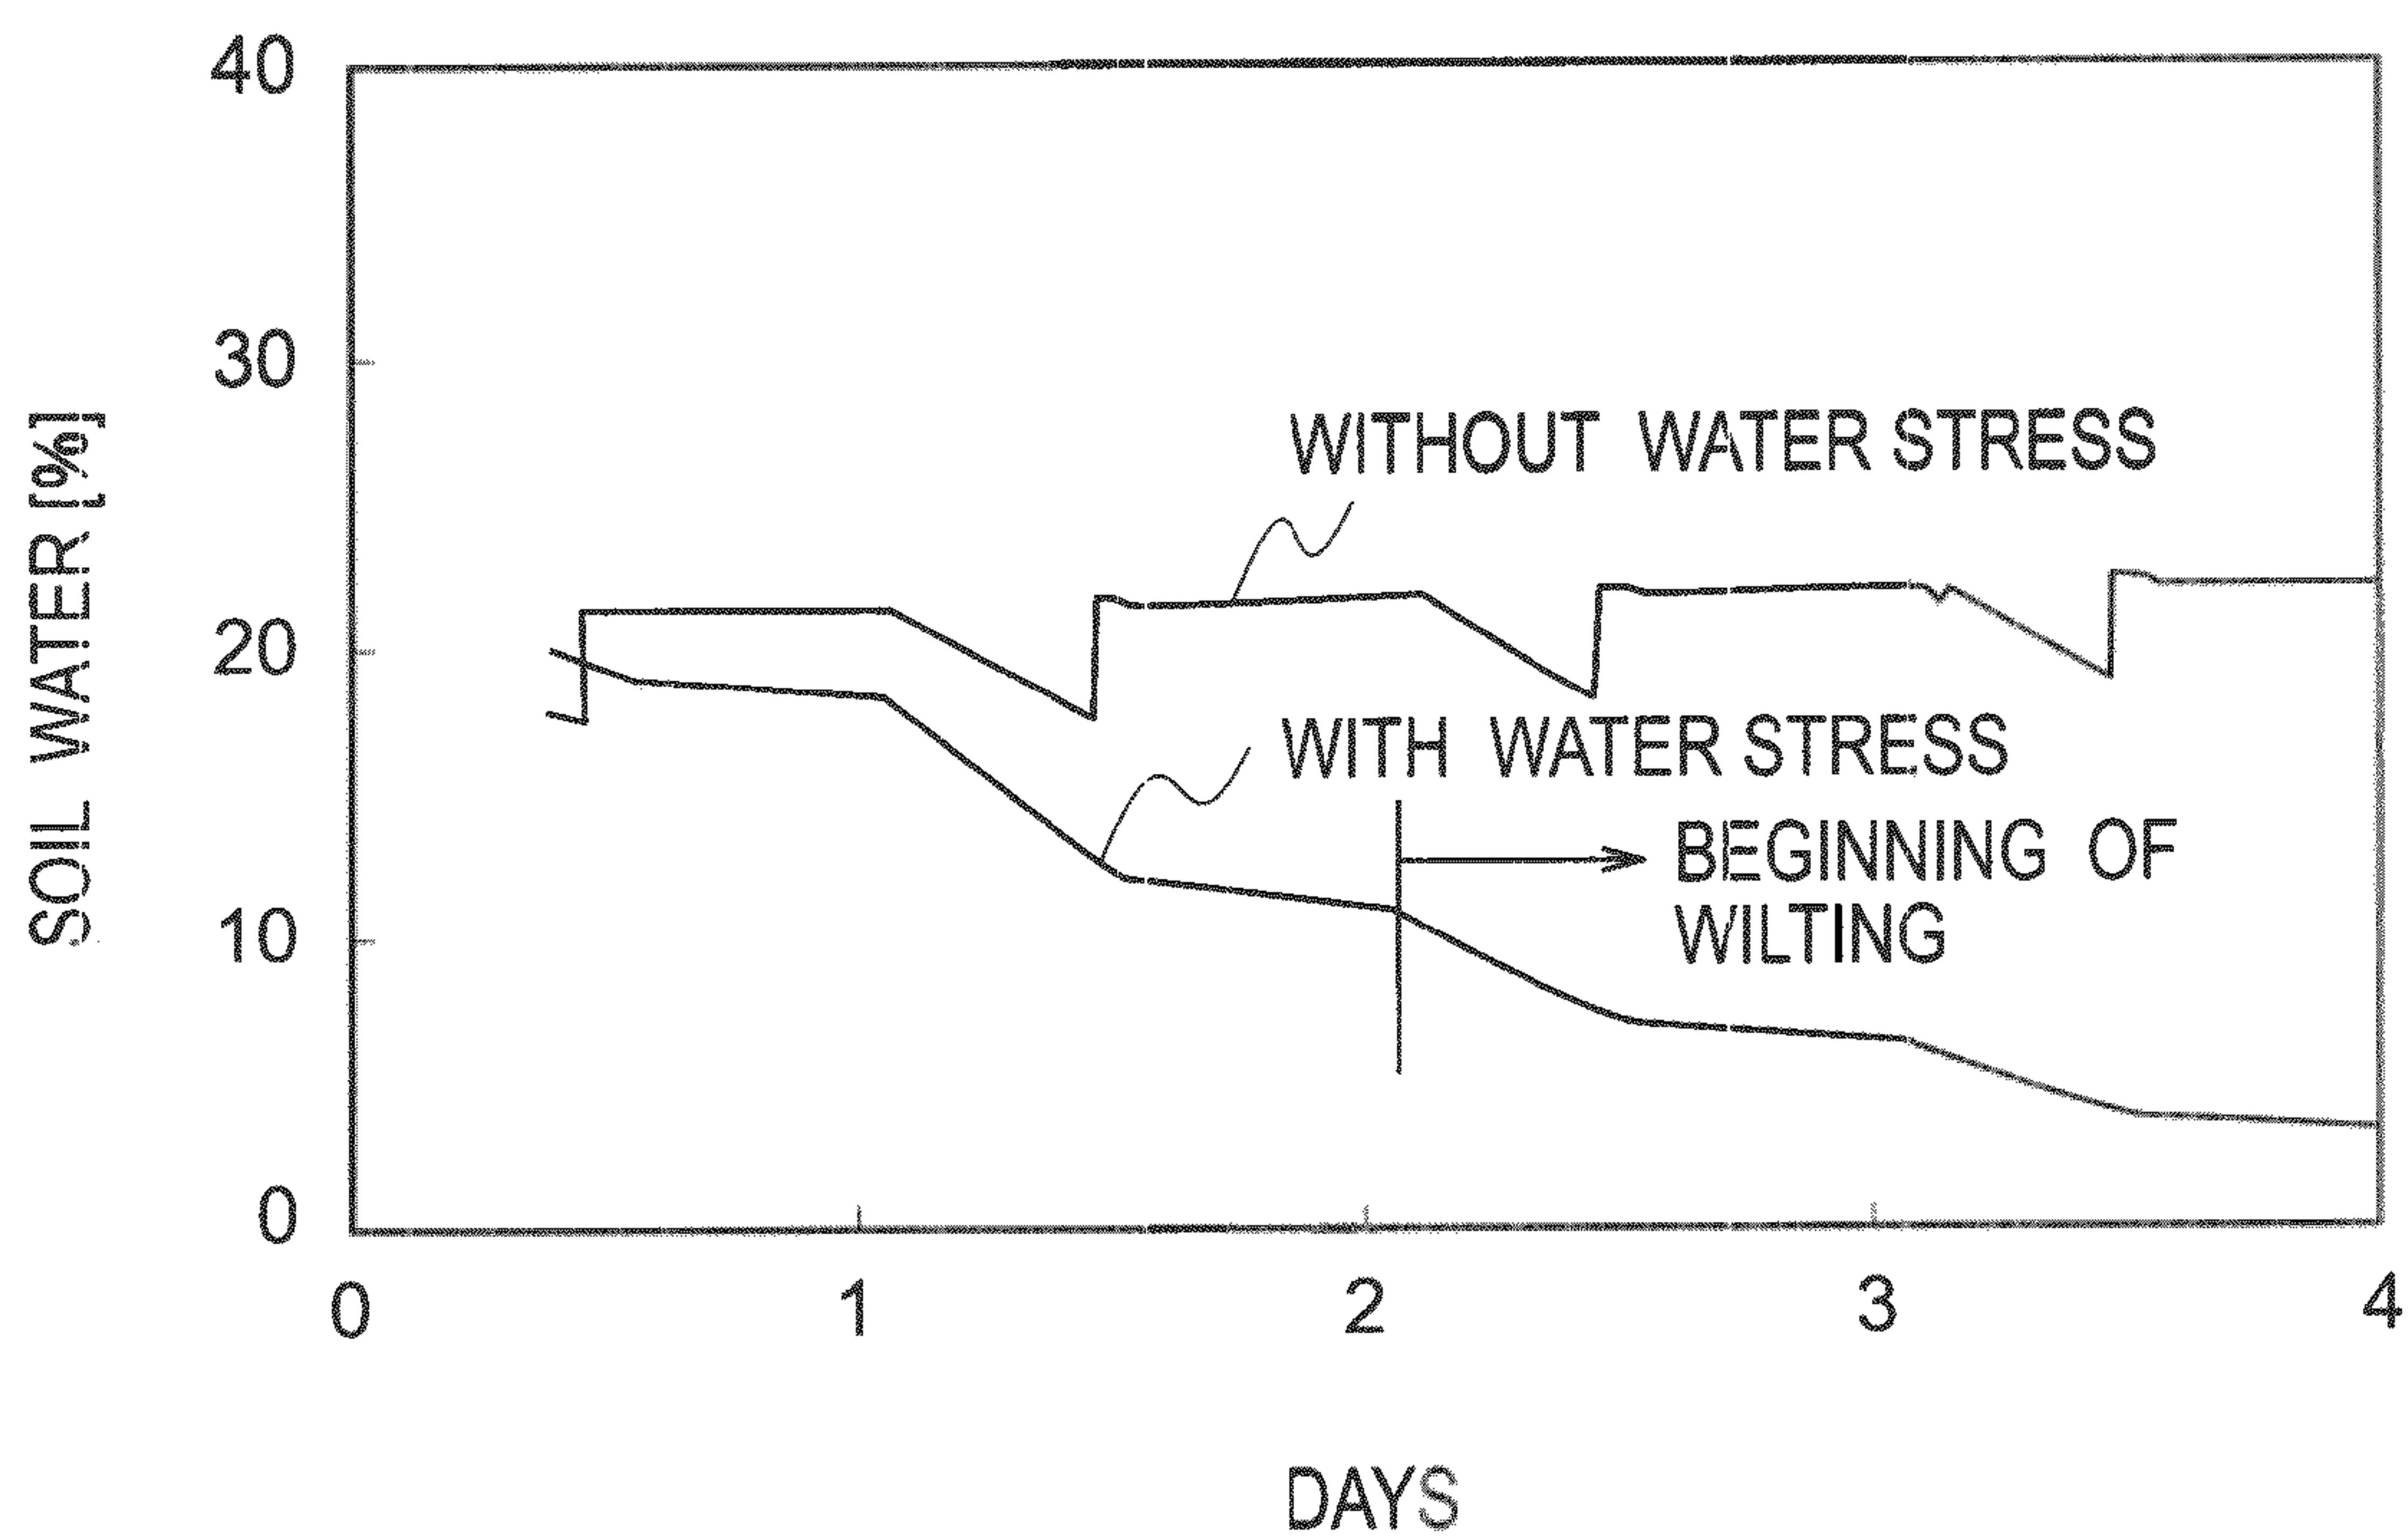 40
30
20
10
0
SOIL WATER [%]
WITHOUT WATER STRESS
WITH WATER STRESS
BEGINNING OF
WILTING
0 1 2 3 4
DAYS